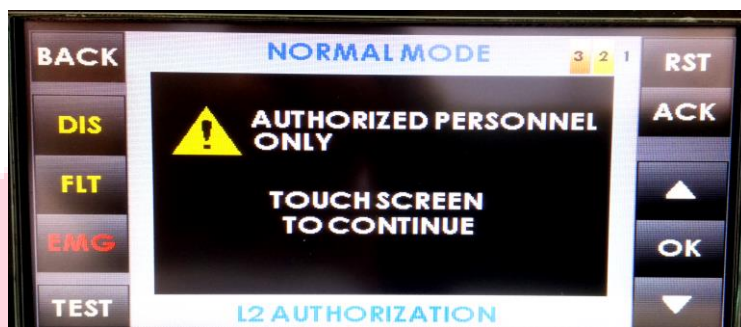 BACK
NORMAL MODE
3 2 1
RST
DIS
AUTHORIZED PERSONNEL
ONLY
ACK
FLT
TOUCH SCREEN
TO CONTINUE
EMG
OK
TEST
L2 AUTHORIZATION